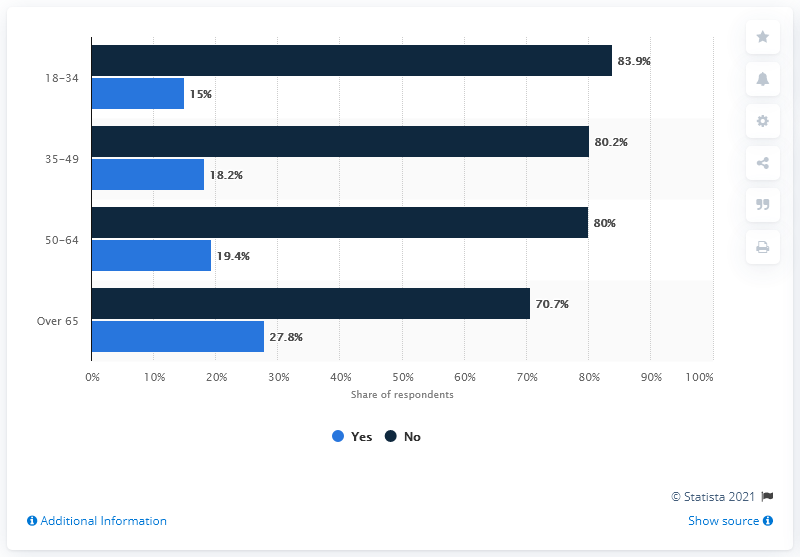 83.9%
18–34
15%
80.2%
35–49
18.2%
80%
50–64
19.4%
70.7%
Over 65
27.8%
0% 10% 20% 30% 40% 50% 60% 70% 80% 90% 100%
Share of respondents
Yes No
© Statista 2021
Additional Information Show source